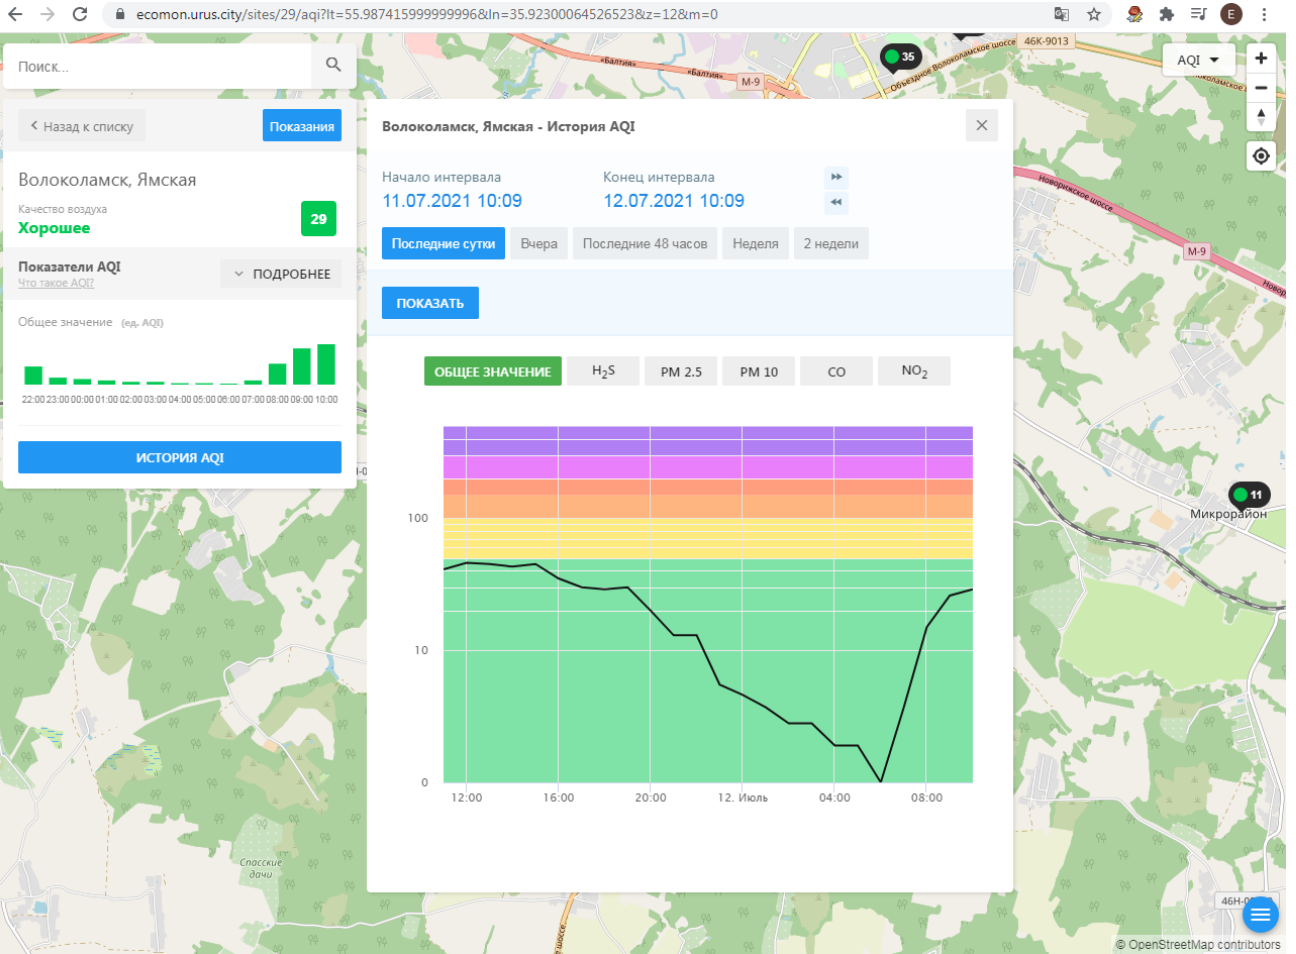 ecomon.urus.city/sites/29/aqi?lt=55.987415999999996&ln=35.92300064526523&z=12&m=0
E
Поиск...
AQI
Назад к списку
Показания
Волоколамск, Ямская
Качество воздуха
Хорошее
29
Показатели AQI
Что такое AQI?
ПОДРОБНЕЕ
Общее значение (ед. AQI)
22:00 23:00 00:00 01:00 02:00 03:00 04:00 05:00 06:00 07:00 08:00 09:00 10:00
ИСТОРИЯ AQI
Волоколамск, Ямская - История AQI
Начало интервала
Конец интервала
11.07.2021 10:09
12.07.2021 10:09
Последние сутки
Вчера
Последние 48 часов
Неделя
2 недели
ПОКАЗАТЬ
ОБЩЕЕ ЗНАЧЕНИЕ
H2S
PM 2.5
PM 10
CO
NO2
100
10
0
12:00
16:00
20:00
12. Июль
04:00
08:00
«Балтия»
«Балтия»
М-9
35
46К-9013
Объездное Волоколамское шоссе
Новорижское шоссе
М-9
11
Микрорайон
Спасские
дачи
© OpenStreetMap contributors